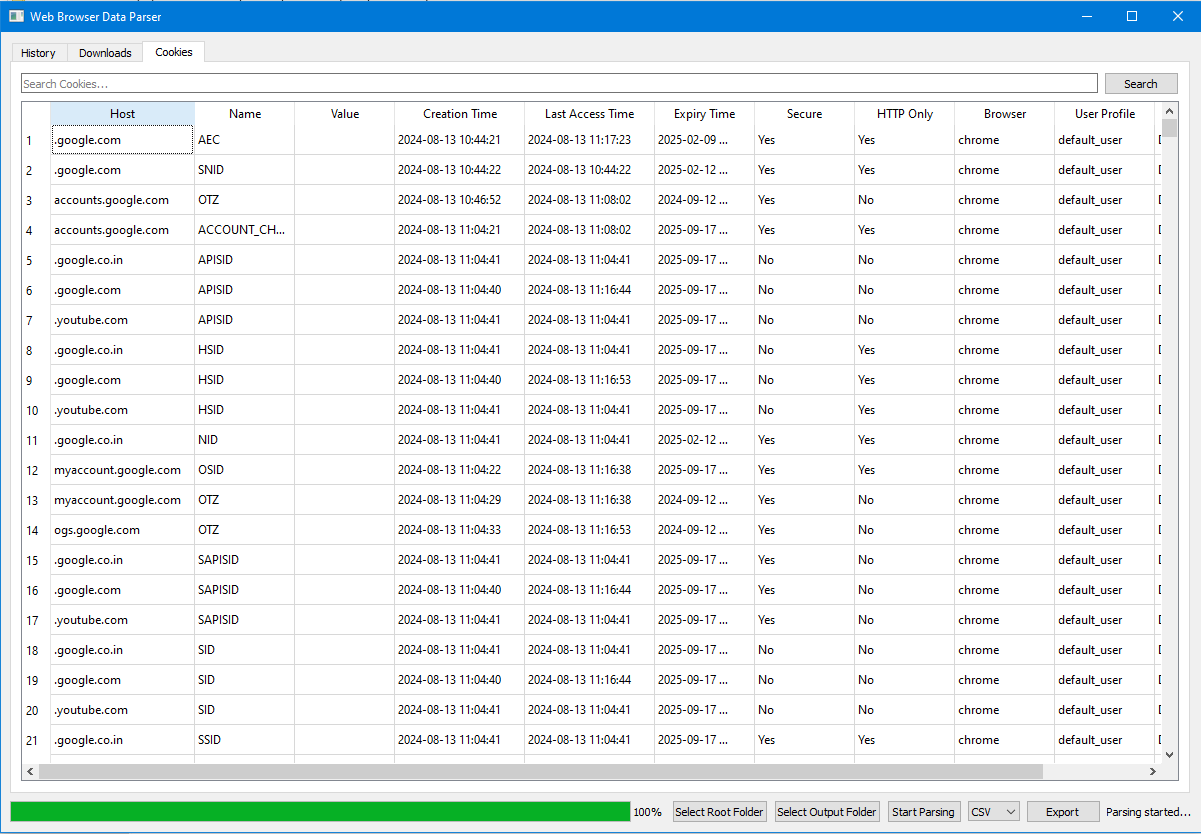 Web Browser Data Parser
History Downloads Cookies
Search Cookies... Search
Host Name Value Creation Time Last Access Time Expiry Time Secure HTTP Only Browser User Profile
1 .google.com AEC 2024-08-13 10:44:21 2024-08-13 11:17:23 2025-02-09 ... Yes Yes chrome default_user
2 .google.com SNID 2024-08-13 10:44:22 2024-08-13 10:44:22 2025-02-12 ... Yes Yes chrome default_user
3 accounts.google.com OTZ 2024-08-13 10:46:52 2024-08-13 11:08:02 2024-09-12 ... Yes No chrome default_user
4 accounts.google.com ACCOUNT_CH... 2024-08-13 11:04:21 2024-08-13 11:08:02 2025-09-17 ... Yes Yes chrome default_user
5 .google.co.in APISID 2024-08-13 11:04:41 2024-08-13 11:04:41 2025-09-17 ... No No chrome default_user
6 .google.com APISID 2024-08-13 11:04:40 2024-08-13 11:16:44 2025-09-17 ... No No chrome default_user
7 .youtube.com APISID 2024-08-13 11:04:41 2024-08-13 11:04:41 2025-09-17 ... No No chrome default_user
8 .google.co.in HSID 2024-08-13 11:04:41 2024-08-13 11:04:41 2025-09-17 ... No Yes chrome default_user
9 .google.com HSID 2024-08-13 11:04:40 2024-08-13 11:16:53 2025-09-17 ... No Yes chrome default_user
10 .youtube.com HSID 2024-08-13 11:04:41 2024-08-13 11:04:41 2025-09-17 ... No Yes chrome default_user
11 .google.co.in NID 2024-08-13 11:04:41 2024-08-13 11:04:41 2025-02-12 ... Yes Yes chrome default_user
12 myaccount.google.com OSID 2024-08-13 11:04:22 2024-08-13 11:16:38 2025-09-17 ... Yes Yes chrome default_user
13 myaccount.google.com OTZ 2024-08-13 11:04:29 2024-08-13 11:16:38 2024-09-12 ... Yes No chrome default_user
14 ogs.google.com OTZ 2024-08-13 11:04:33 2024-08-13 11:16:53 2024-09-12 ... Yes No chrome default_user
15 .google.co.in SAPISID 2024-08-13 11:04:41 2024-08-13 11:04:41 2025-09-17 ... Yes No chrome default_user
16 .google.com SAPISID 2024-08-13 11:04:40 2024-08-13 11:16:44 2025-09-17 ... Yes No chrome default_user
17 .youtube.com SAPISID 2024-08-13 11:04:41 2024-08-13 11:04:41 2025-09-17 ... Yes No chrome default_user
18 .google.co.in SID 2024-08-13 11:04:41 2024-08-13 11:04:41 2025-09-17 ... No No chrome default_user
19 .google.com SID 2024-08-13 11:04:40 2024-08-13 11:16:44 2025-09-17 ... No No chrome default_user
20 .youtube.com SID 2024-08-13 11:04:41 2024-08-13 11:04:41 2025-09-17 ... No No chrome default_user
21 .google.co.in SSID 2024-08-13 11:04:41 2024-08-13 11:04:41 2025-09-17 ... Yes Yes chrome default_user
100% Select Root Folder Select Output Folder Start Parsing CSV Export Parsing started...